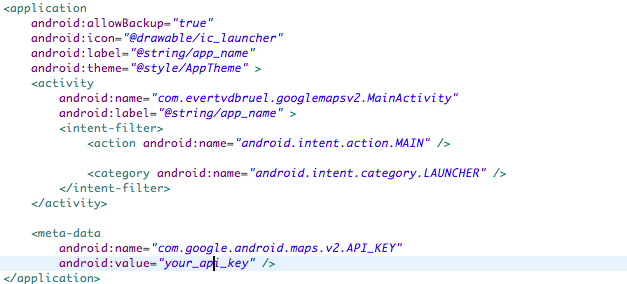 <application
android:allowBackup="true"
android:icon="@drawable/ic_launcher"
android:label="@string/app_name"
android:theme="@style/AppTheme" >
<activity
android:name="com.evertvdbruel.googlemapsv2.MainActivity"
android:label="@string/app_name" >
<intent-filter>
<action android:name="android.intent.action.MAIN" />
<category android:name="android.intent.category.LAUNCHER" />
</intent-filter>
</activity>
<meta-data
android:name="com.google.android.maps.v2.API_KEY"
android:value="your_api_key" />
</application>